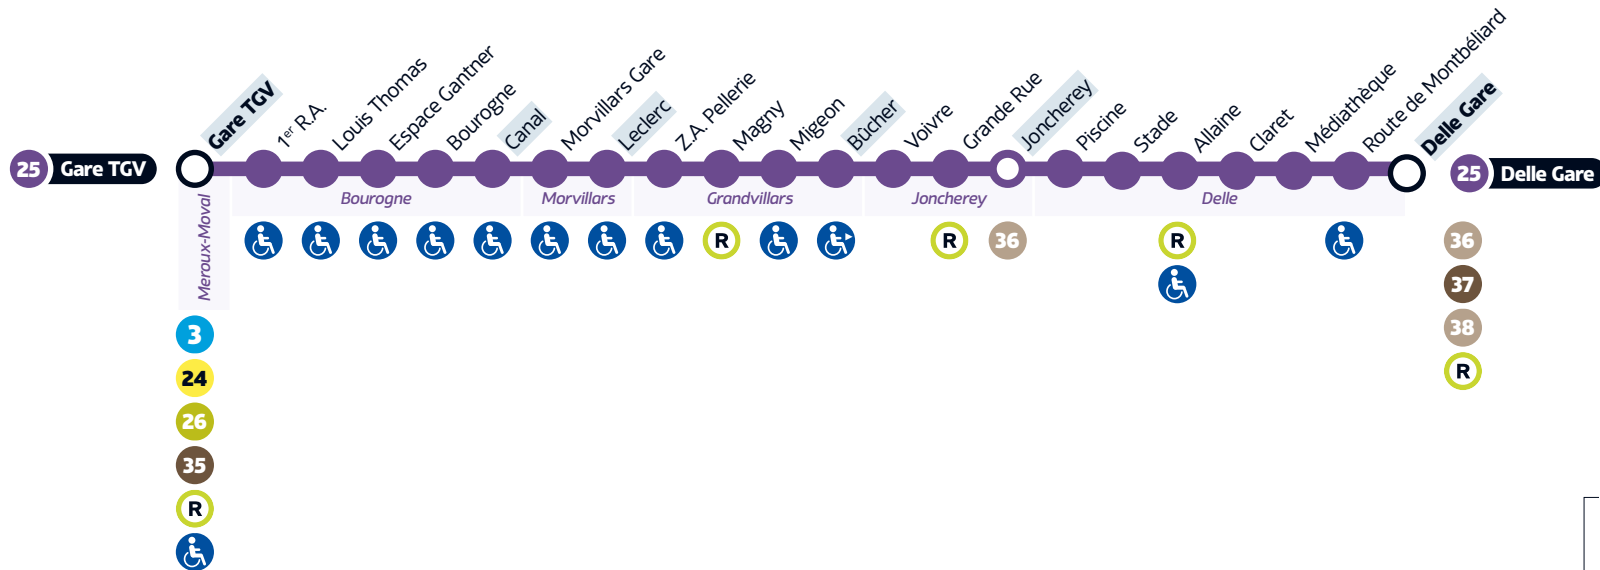 25 Gare TGV
Gare TGV
1er R.A.
Louis Thomas
Espace Gantner
Bourogne
Canal
Morvillars Gare
Leclerc
Z.A. Pellerie
Magny
Migeon
Bûcher
Voivre
Grande Rue
Joncherey
Piscine
Stade
Allaine
Claret
Médiathèque
Route de Montbéliard
Delle Gare
25 Delle Gare
Meroux-Moval
Bourogne
Morvillars
Grandvillars
Joncherey
Delle
R
R
36
R
3
24
26
35
R
36
37
38
R